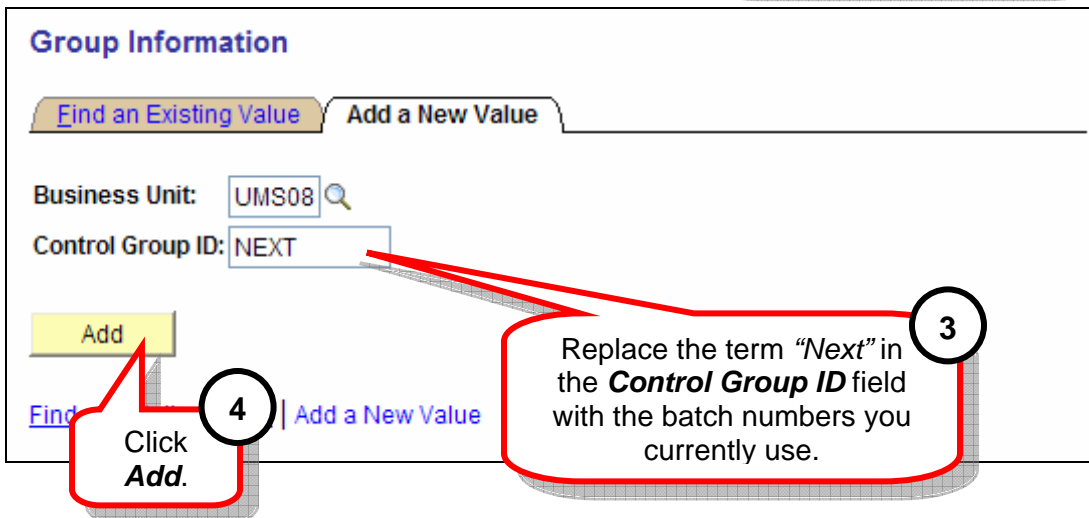 Group Information
Find an Existing Value Add a New Value
Business Unit: UMS08
Control Group ID: NEXT
Add
3
Replace the term “Next” in
the Control Group ID field
with the batch numbers you
currently use.
Find | Add a New Value
4
Click
Add.